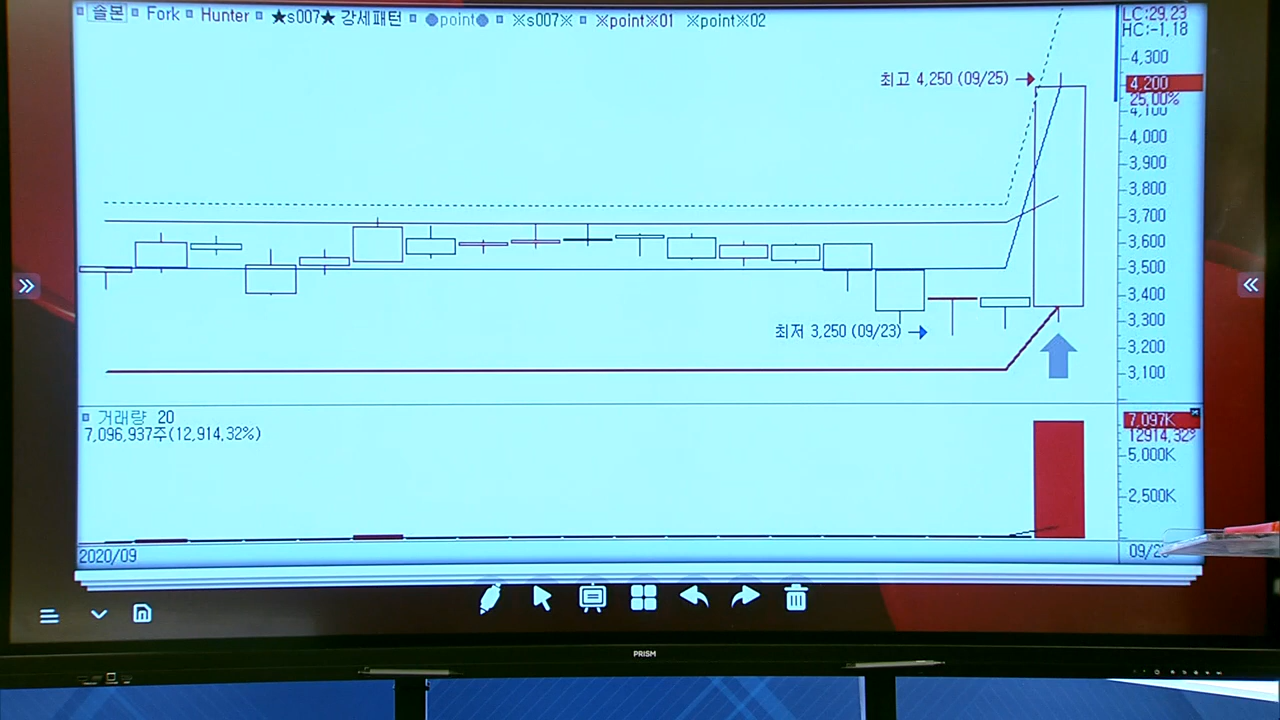 솔본 Fork Hunter ★s007★ 강세패턴 ●point● ※s007※ ※point※01 ※point※02
LC:29.23
HC:-1.18
4,300
최고 4,250 (09/25)
4,200
25.00%
4,100
4,000
3,900
3,800
3,700
3,600
3,500
3,400
3,300
최저 3,250 (09/23)
3,200
3,100
거래량 20
7,096,937주(12,914.32%)
7,097K
12914.32%
5,000K
2,500K
2020/09
09/2
PRISM